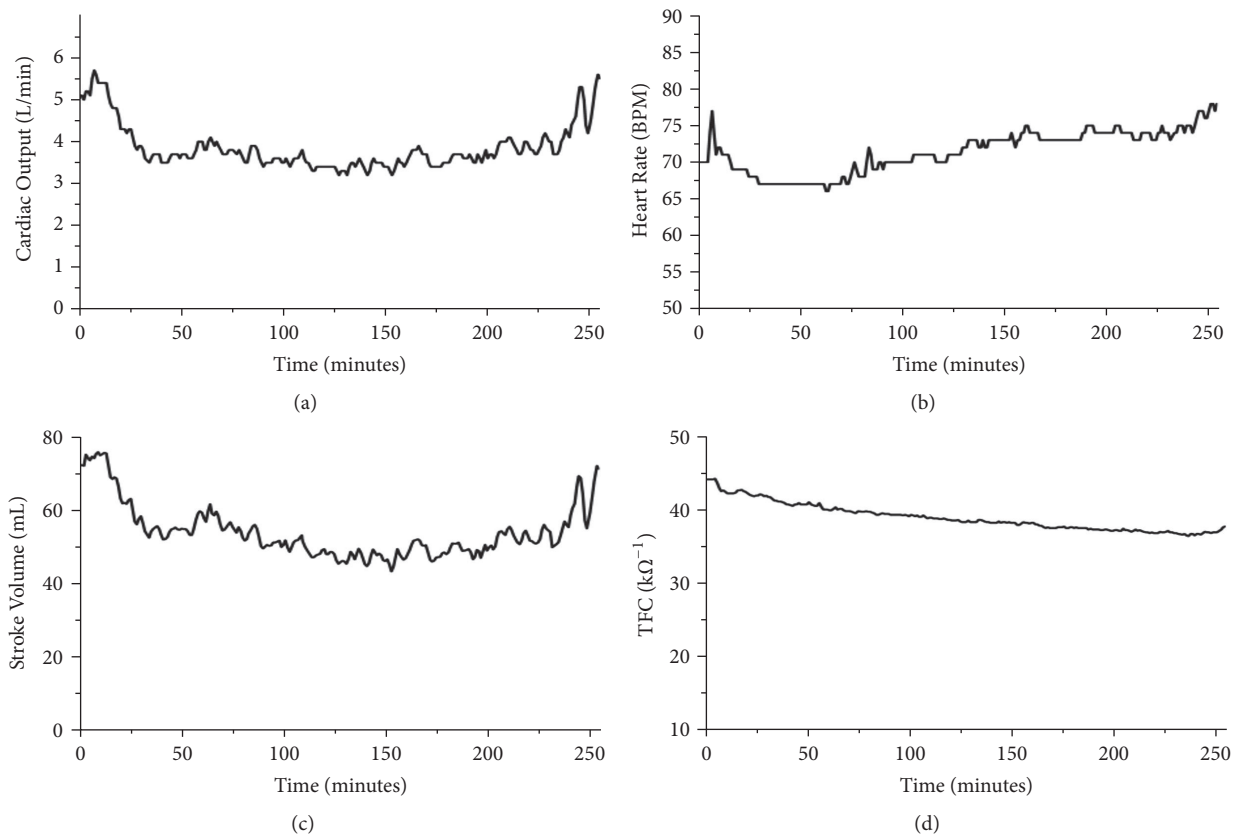 6
5
4
3
2
1
0
Cardiac Output (L/min)
0 50 100 150 200 250
Time (minutes)
(a)
90
85
80
75
70
65
60
55
50
Heart Rate (BPM)
0 50 100 150 200 250
Time (minutes)
(b)
80
60
40
20
0
Stroke Volume (mL)
0 50 100 150 200 250
Time (minutes)
(c)
50
40
30
20
10
TFC (kΩ⁻¹)
0 50 100 150 200 250
Time (minutes)
(d)